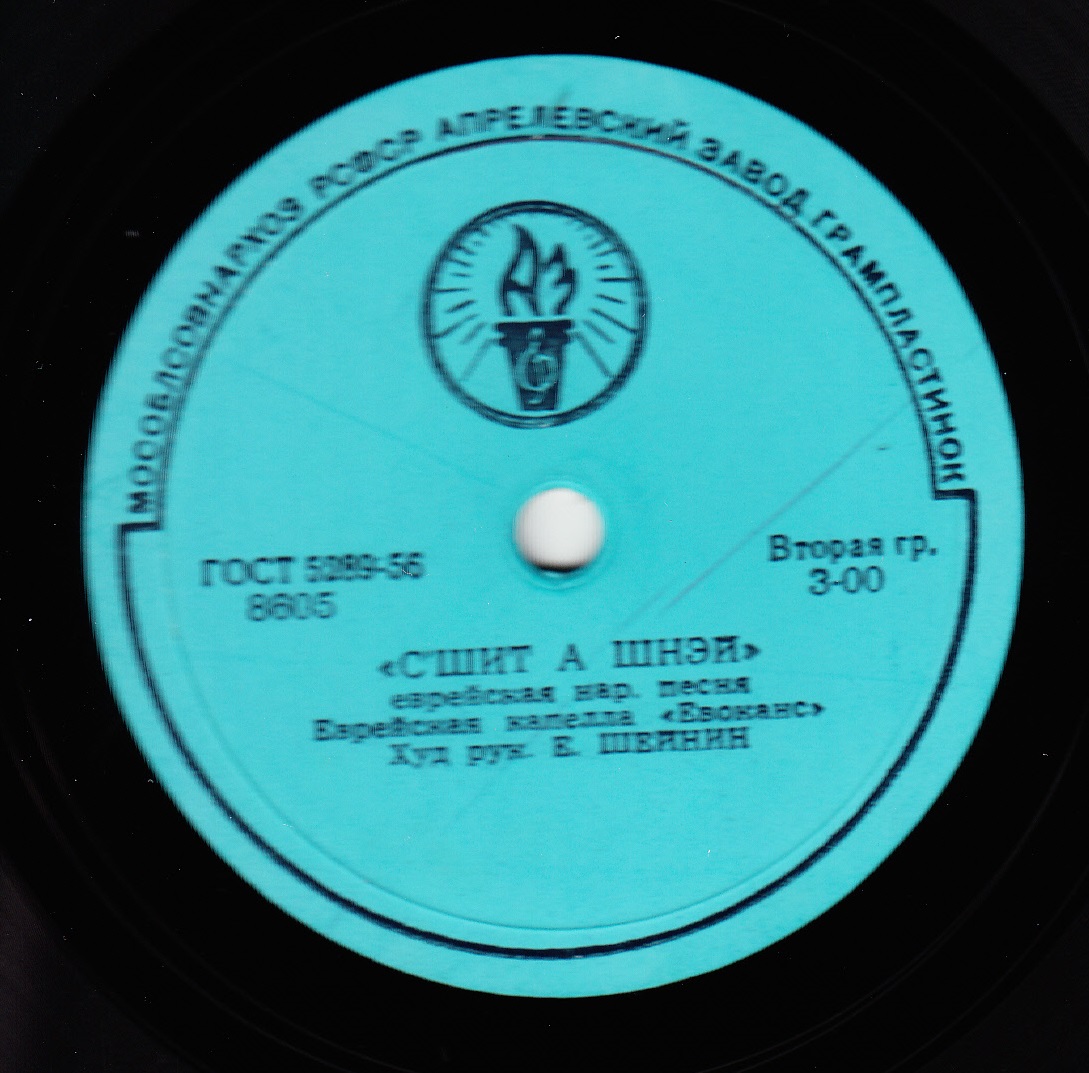 МОСОБЛСОВНАРХОЗ РСФСР АПРЕЛЕВСКИЙ ЗАВОД ГРАМПЛАСТИНОК
ГОСТ 5289-56
8605
Вторая гр.
3-00
«С'ШИТ А ШНЭЙ»
еврейская нар. песня
Еврейская капелла «Евоканс»
Худ рук. Е. ШЕЙНИН